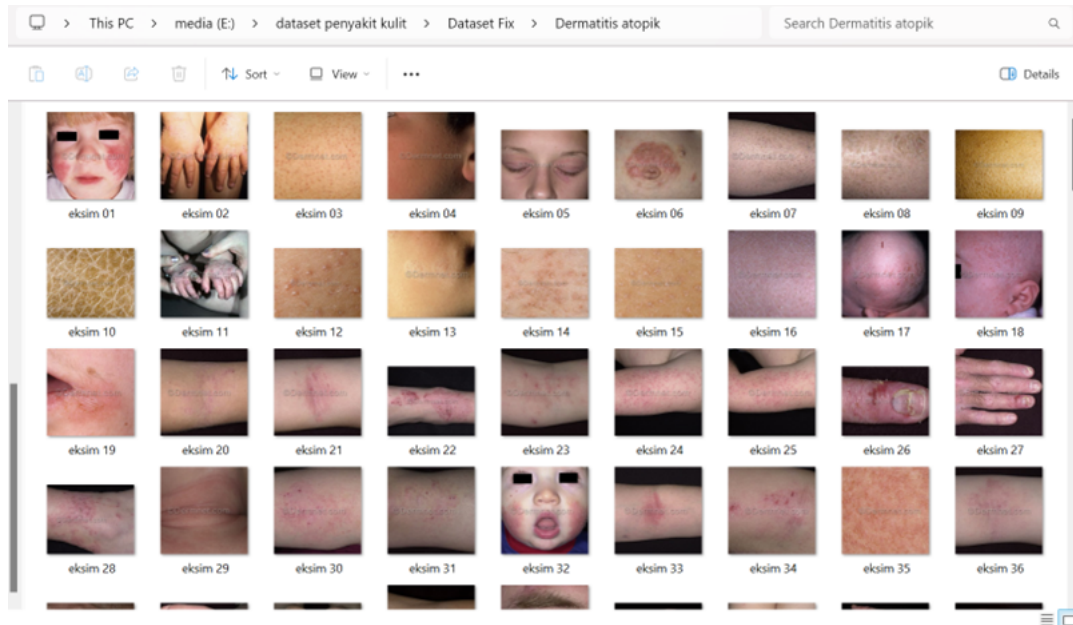 This PC > media (E:) > dataset penyakit kulit > Dataset Fix > Dermatitis atopik
Search Dermatitis atopik
Sort View ••• Details
eksim 01 eksim 02 eksim 03 eksim 04 eksim 05 eksim 06 eksim 07 eksim 08 eksim 09
eksim 10 eksim 11 eksim 12 eksim 13 eksim 14 eksim 15 eksim 16 eksim 17 eksim 18
eksim 19 eksim 20 eksim 21 eksim 22 eksim 23 eksim 24 eksim 25 eksim 26 eksim 27
eksim 28 eksim 29 eksim 30 eksim 31 eksim 32 eksim 33 eksim 34 eksim 35 eksim 36